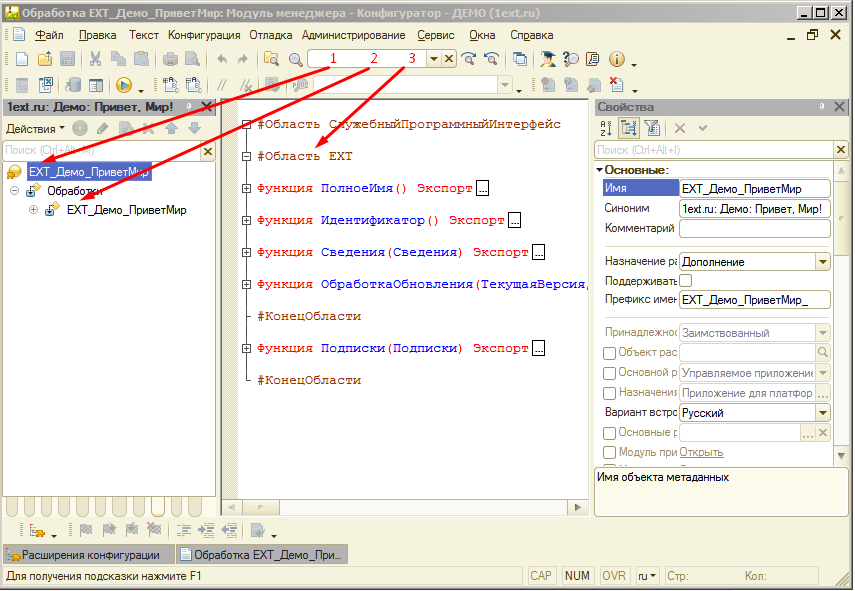 Обработка EXT_Демо_ПриветМир: Модуль менеджера - Конфигуратор - ДЕМО (1ext.ru)
Файл Правка Текст Конфигурация Отладка Администрирование Сервис Окна Справка
1 2 3
1ext.ru: Демо: Привет, Мир!
Действия
Поиск (Ctrl+Alt+M)
EXT_Демо_ПриветМир
Обработки
EXT_Демо_ПриветМир
#Область СлужебныйПрограммныйИнтерфейс
#Область EXT
Функция ПолноеИмя() Экспорт ...
Функция Идентификатор() Экспорт ...
Функция Сведения(Сведения) Экспорт ...
Функция ОбработкаОбновления(ТекущаяВерсия,
#КонецОбласти
Функция Подписки(Подписки) Экспорт ...
#КонецОбласти
Свойства
Поиск (Ctrl+Alt+I)
Основные:
Имя EXT_Демо_ПриветМир
Синоним 1ext.ru: Демо: Привет, Мир!
Комментарий
Назначение ра Дополнение
Поддерживать
Префикс имен EXT_Демо_ПриветМир_
Принадлежнос Заимствованный
Объект рас
Основной р Управляемое приложение
Назначения Приложение для платфор ...
Вариант встро Русский
Основные р ...
Модуль при Открыть
Имя объекта метаданных
Расширения конфигурации
Обработка EXT_Демо_При...
Для получения подсказки нажмите F1
CAP NUM OVR ru Стр: Кол: